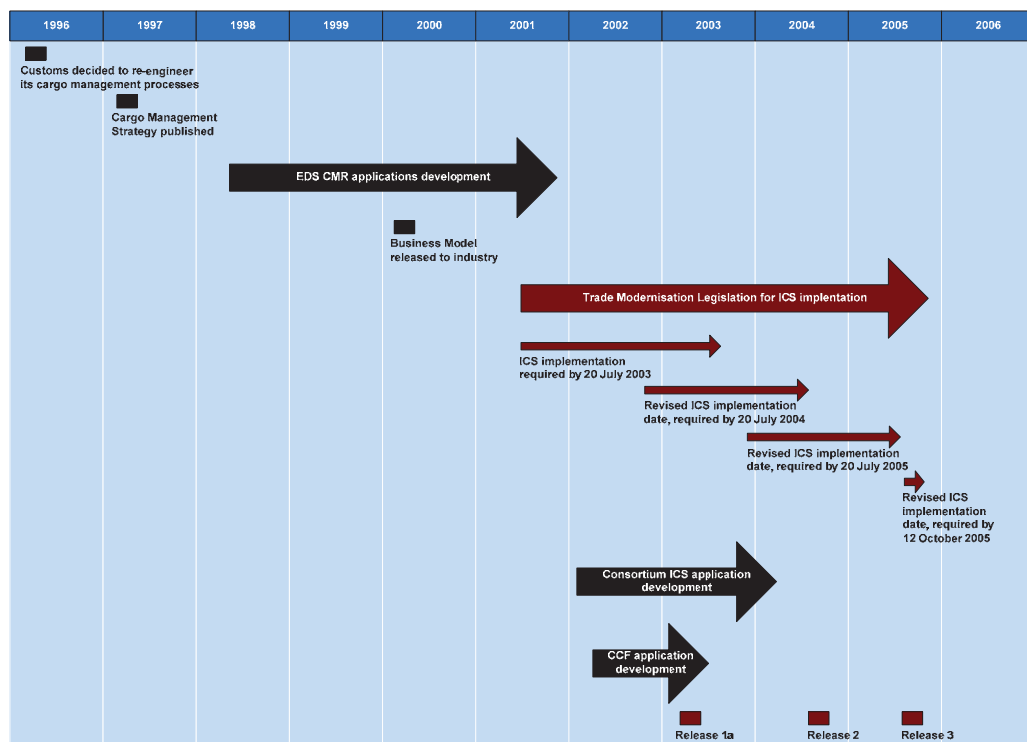 1996 1997 1998 1999 2000 2001 2002 2003 2004 2005 2006
Customs decided to re-engineer
its cargo management processes
Cargo Management
Strategy published
EDS CMR applications development
Business Model
released to industry
Trade Modernisation Legislation for ICS implentation
ICS implementation
required by 20 July 2003
Revised ICS implementation
date, required by 20 July 2004
Revised ICS implementation
date, required by 20 July 2005
Revised ICS
implementation
date, required by
12 October 2005
Consortium ICS application
development
CCF application
development
Release 1a
Release 2
Release 3